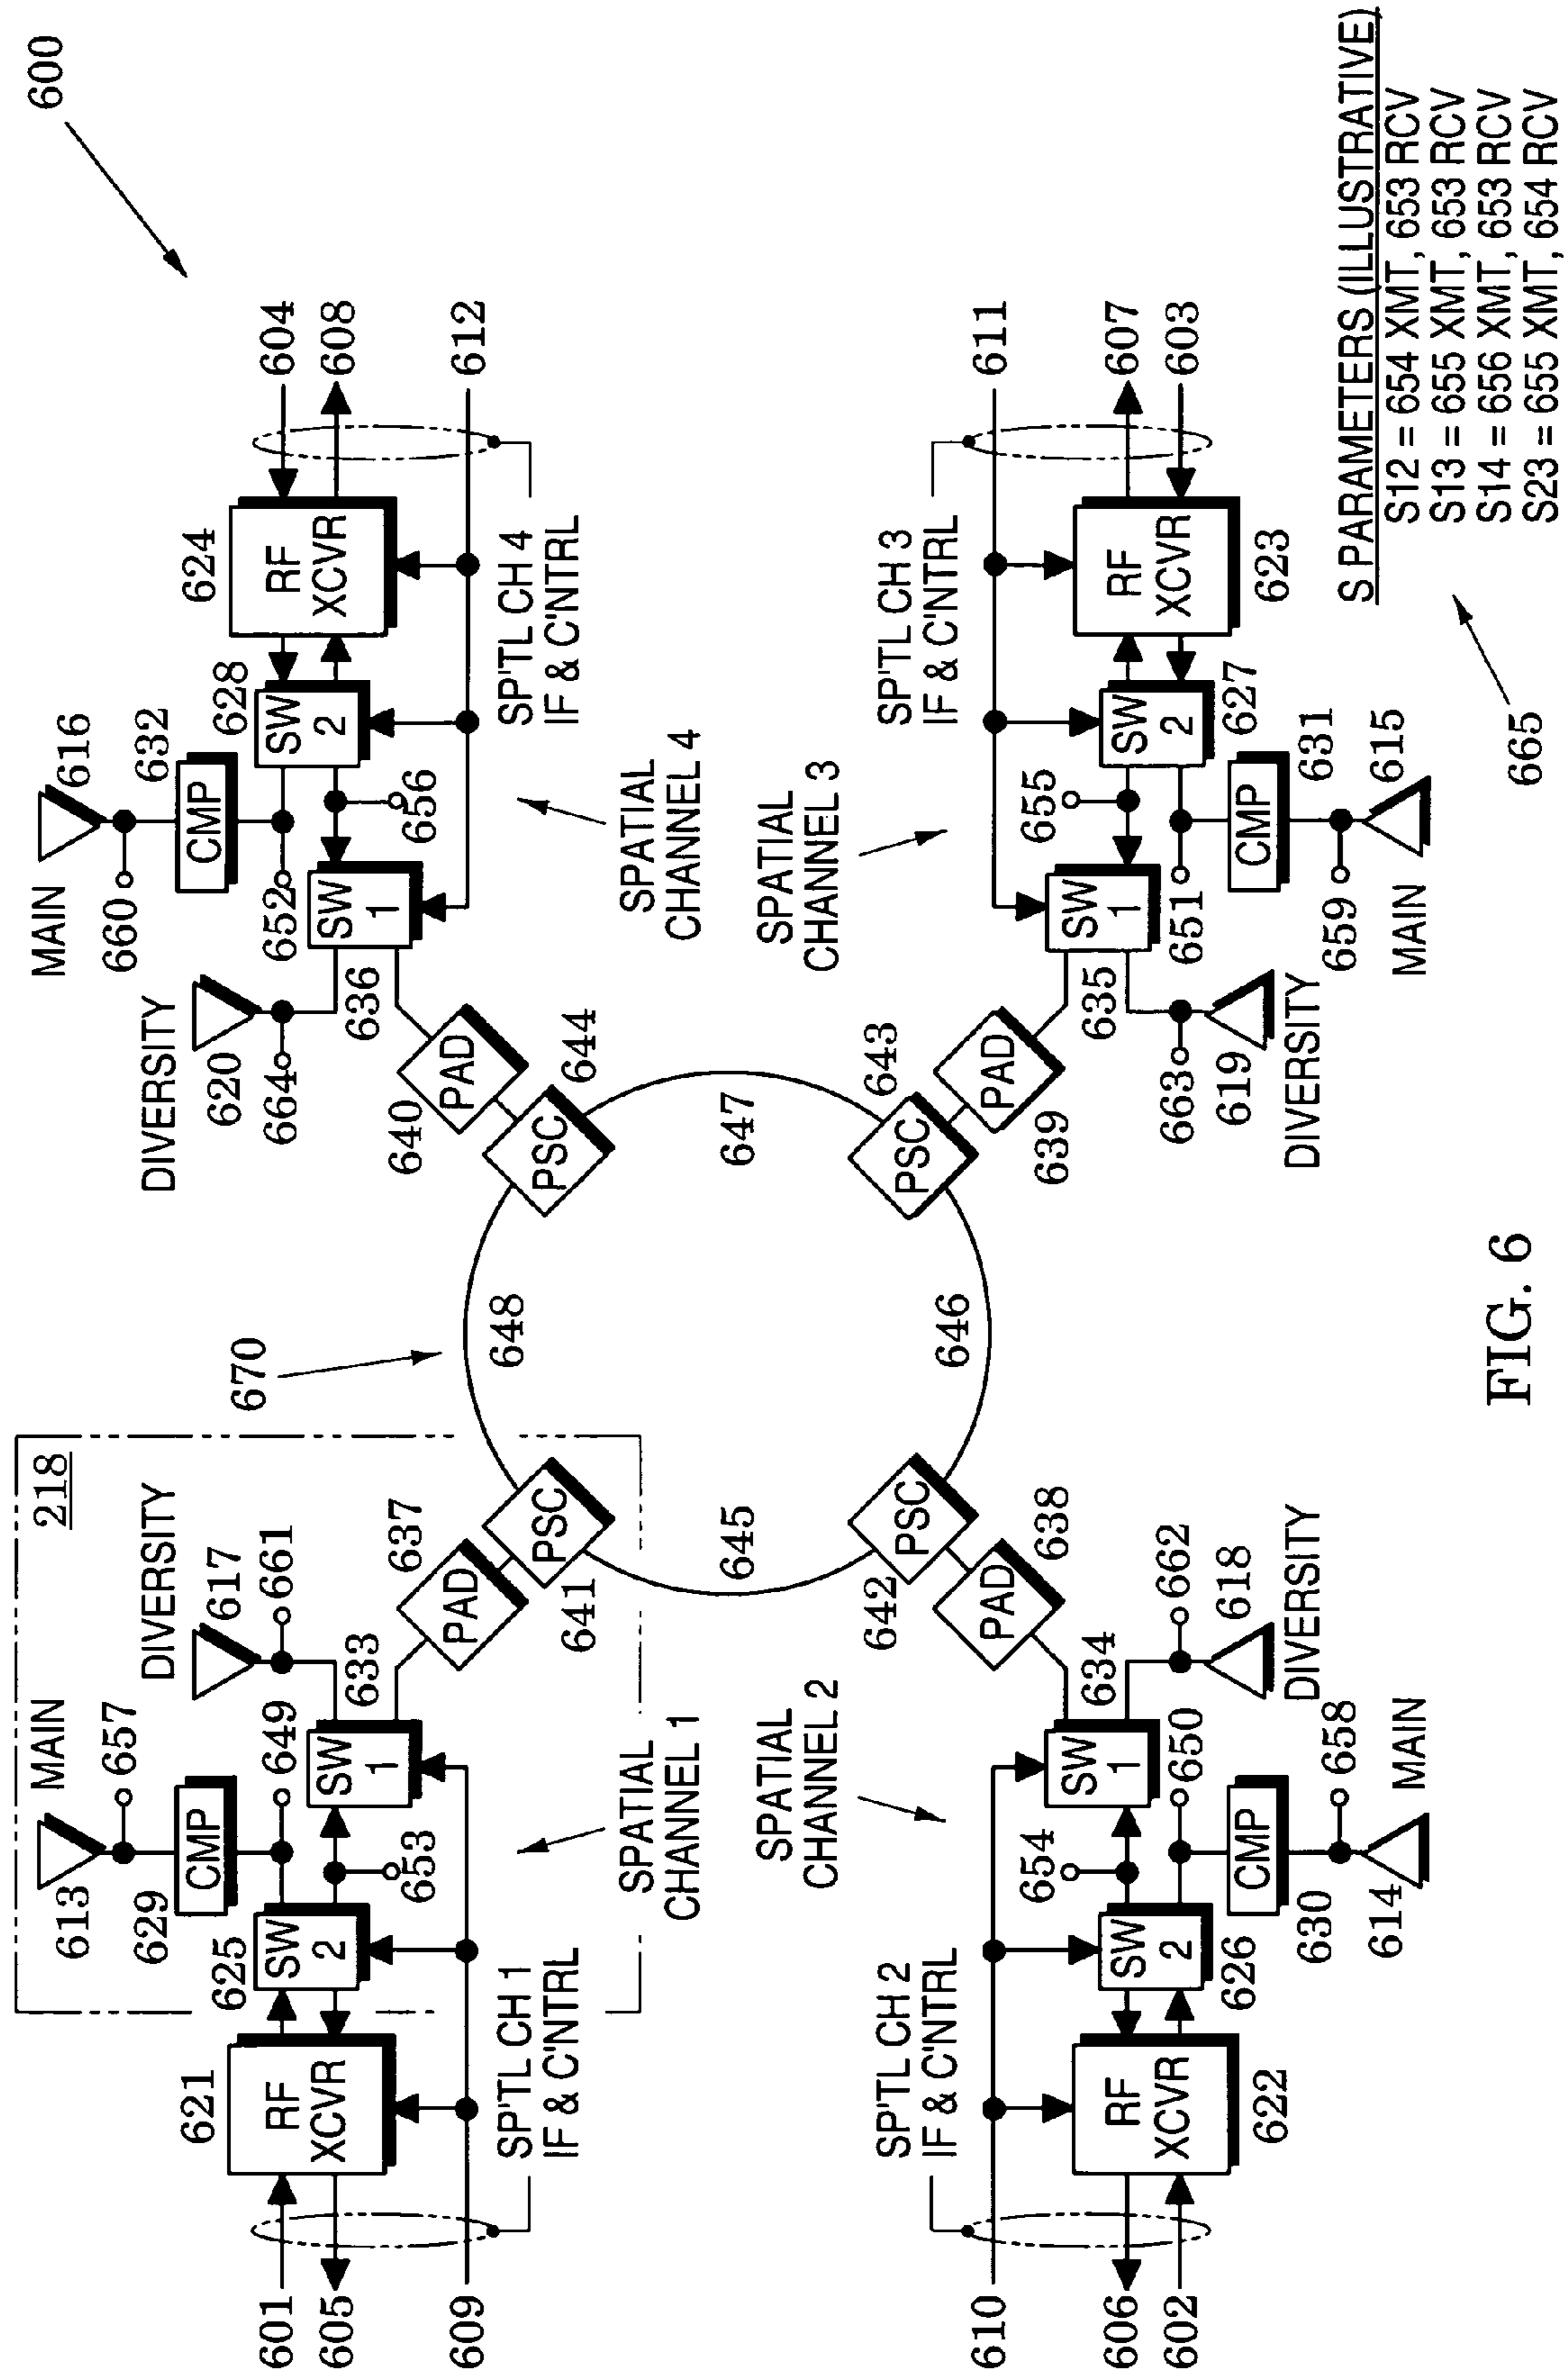 600
218
670
MAIN
613
657
629
CMP
649
DIVERSITY
617
661
621
RF
XCVR
625
SW
2
653
SW
1
633
637
PAD
641
PSC
601
605
609
SP'TL CH 1
IF & C'NTRL
SPATIAL
CHANNEL 1
DIVERSITY
620
664
MAIN
660
616
632
CMP
652
628
SW
2
656
SW
1
636
640
PAD
644
PSC
624
RF
XCVR
604
608
612
SP'TL CH 4
IF & C'NTRL
SPATIAL
CHANNEL 4
648
645
647
646
SP'TL CH 2
IF & C'NTRL
SPATIAL
CHANNEL 2
610
606
602
RF
XCVR
622
SW
2
626
654
SW
1
634
650
CMP
630
658
614
MAIN
638
PAD
642
PSC
662
618
DIVERSITY
SPATIAL
CHANNEL 3
SP'TL CH 3
IF & C'NTRL
611
607
603
RF
XCVR
623
SW
2
627
655
SW
1
635
651
CMP
631
659
615
MAIN
643
PSC
PAD
639
663
619
DIVERSITY
665
S PARAMETERS (ILLUSTRATIVE)
S12 = 654 XMT, 653 RCV
S13 = 655 XMT, 653 RCV
S14 = 656 XMT, 653 RCV
S23 = 655 XMT, 654 RCV
FIG. 6